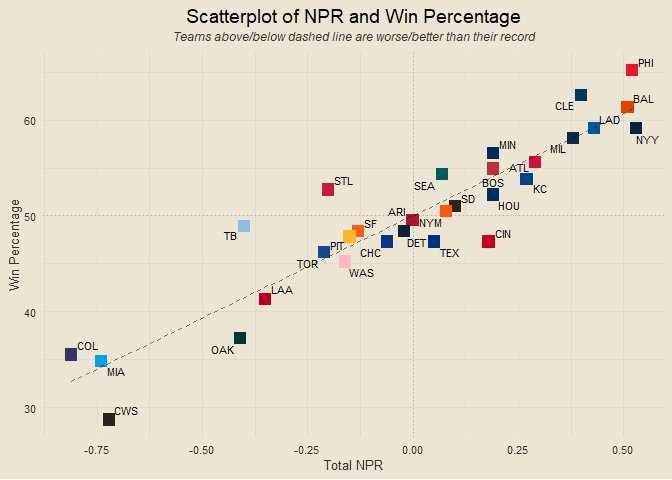 Scatterplot of NPR and Win Percentage
Teams above/below dashed line are worse/better than their record
PHI
BAL
CLE
LAD
60
NYY
MIN
MIL
ATL
SEA
STL
BOS
KC
SD
HOU
ARI
50
SF
NYM
TB
CIN
PIT
DET
CHC
TEX
TOR
WAS
LAA
40
OAK
COL
MIA
CWS
30
Win Percentage
-0.75
-0.50
-0.25
0.00
0.25
0.50
Total NPR